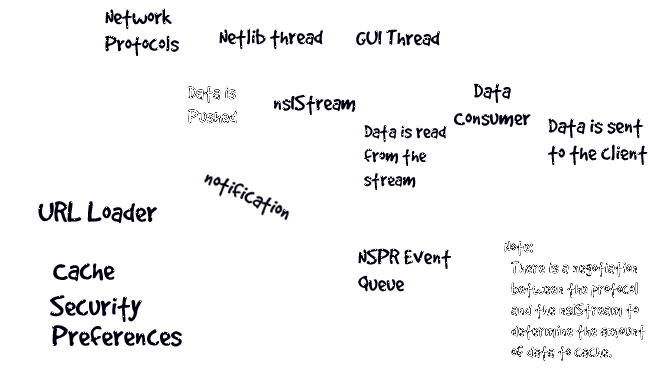 Network
Protocols
Netlib thread
GUI Thread
Data is
Pushed
nsIStream
Data
Consumer
Data is read
from the
stream
Data is sent
to the Client
notification
URL Loader
Cache
Security
Preferences
NSPR Event
Queue
Note:
There is a negotiation
between the protocol
and the nsIStream to
determine the amount
of data to cache.